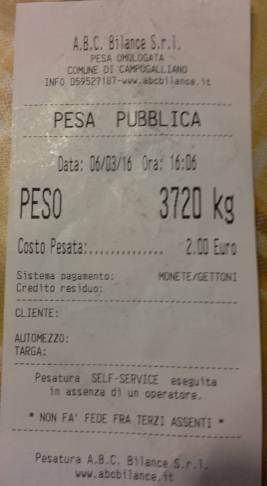 A.B.C. Bilance S.r.l.
PESA OMOLOGATA
COMUNE DI CAMPOGALLIANO
INFO 059527187-www.abcbilance.it
PESA PUBBLICA
Data: 06/03/16 Ora: 16:06
PESO 3720 kg
Costo Pesata:.............. 2.00 Euro
Sistema pagamento: MONETE/GETTONI
Credito residuo:
CLIENTE:
AUTOMEZZO:
TARGA:
Pesatura SELF-SERVICE eseguita
in assenza di un operatore.
* NON FA' FEDE FRA TERZI ASSENTI *
Pesatura A.B.C. Bilance S.r.l.
www.abcbilance.it